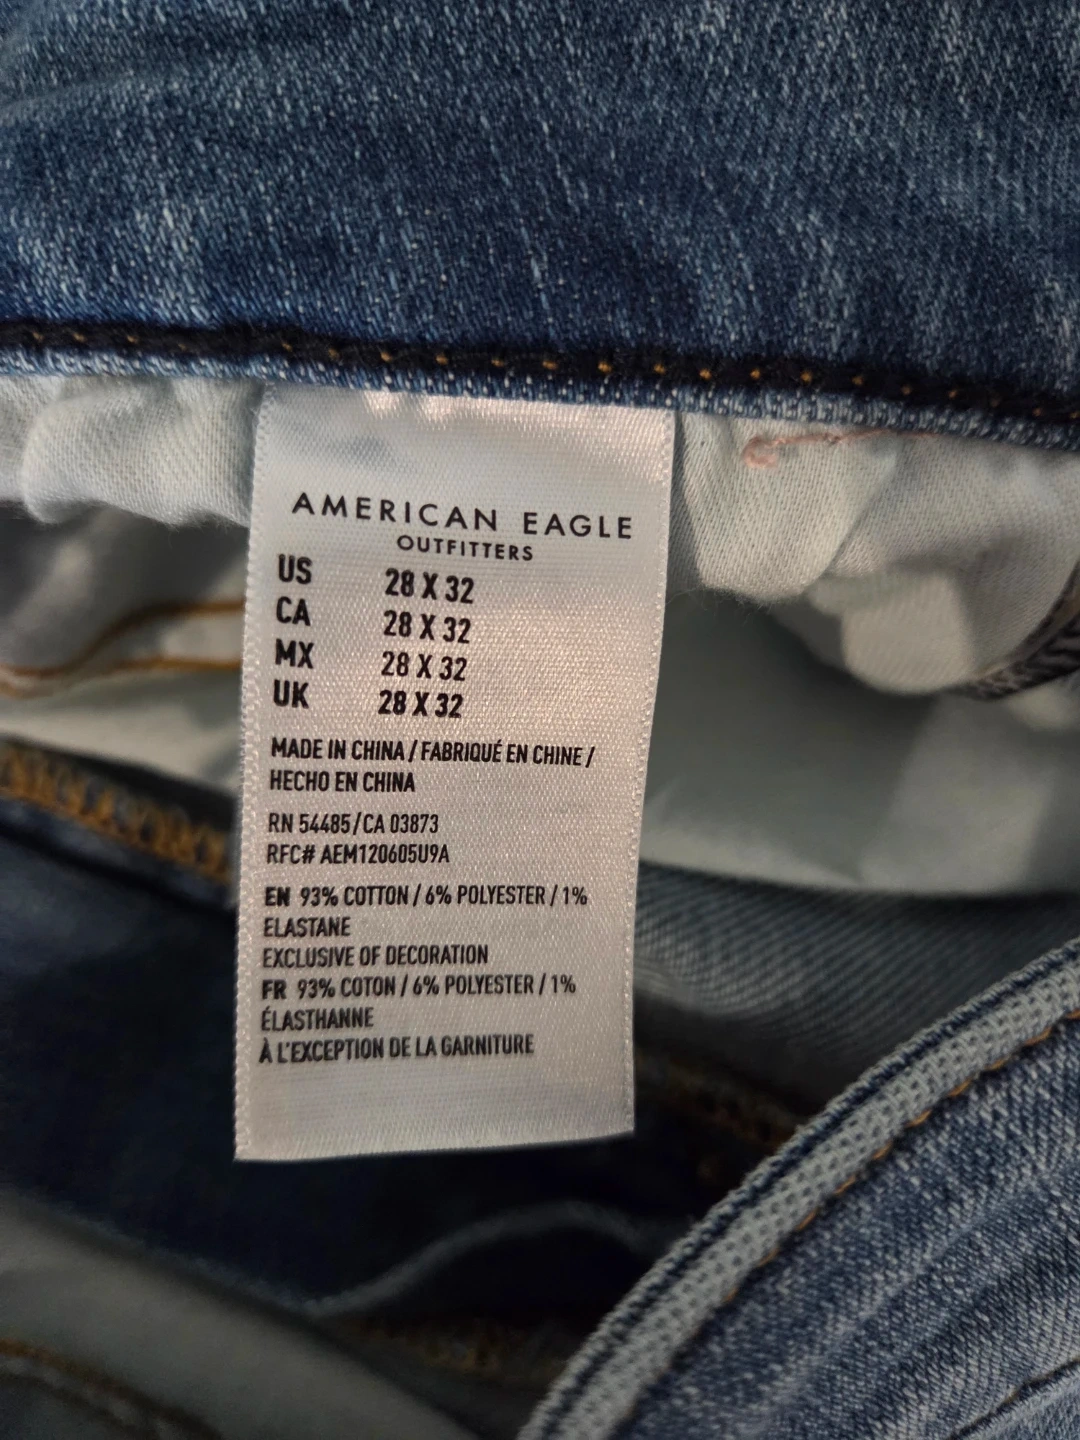 AMERICAN EAGLE
OUTFITTERS
US 28 X 32
CA 28 X 32
MX 28 X 32
UK 28 X 32
MADE IN CHINA / FABRIQUÉ EN CHINE /
HECHO EN CHINA
RN 54485/CA 03873
RFC# AEM120605U9A
EN 93% COTTON / 6% POLYESTER / 1%
ELASTANE
EXCLUSIVE OF DECORATION
FR 93% COTON / 6% POLYESTER / 1%
ÉLASTHANNE
À L'EXCEPTION DE LA GARNITURE